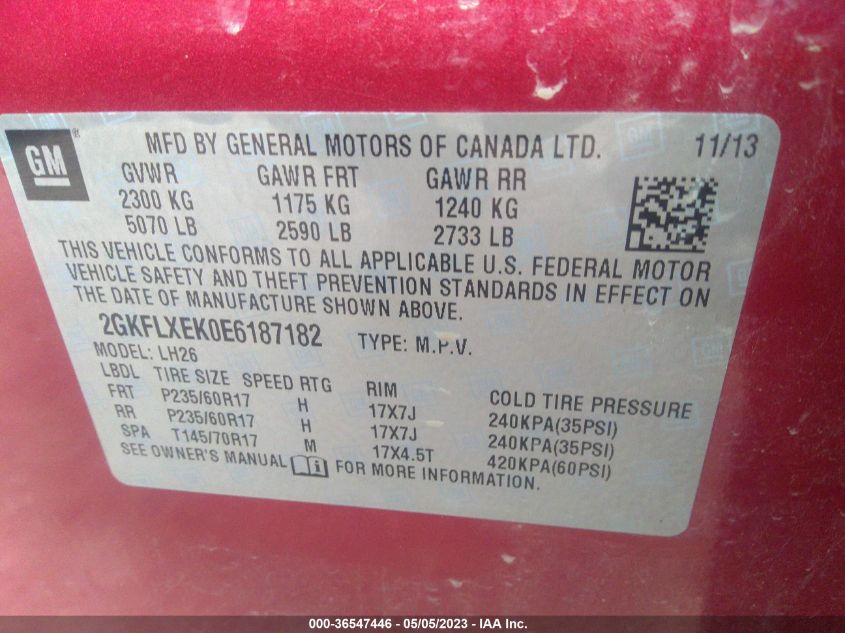 GM ®
MFD BY GENERAL MOTORS OF CANADA LTD. 11/13
GVWR GAWR FRT GAWR RR
2300 KG 1175 KG 1240 KG
5070 LB 2590 LB 2733 LB
THIS VEHICLE CONFORMS TO ALL APPLICABLE U.S. FEDERAL MOTOR
VEHICLE SAFETY AND THEFT PREVENTION STANDARDS IN EFFECT ON
THE DATE OF MANUFACTURE SHOWN ABOVE.
2GKFLXEK0E6187182 TYPE: M.P.V.
MODEL: LH26
LBDL TIRE SIZE SPEED RTG RIM COLD TIRE PRESSURE
FRT P235/60R17 H 17X7J 240KPA(35PSI)
RR P235/60R17 H 17X7J 240KPA(35PSI)
SPA T145/70R17 M 17X4.5T 420KPA(60PSI)
SEE OWNER'S MANUAL i FOR MORE INFORMATION.
000-36547446 - 05/05/2023 - IAA Inc.